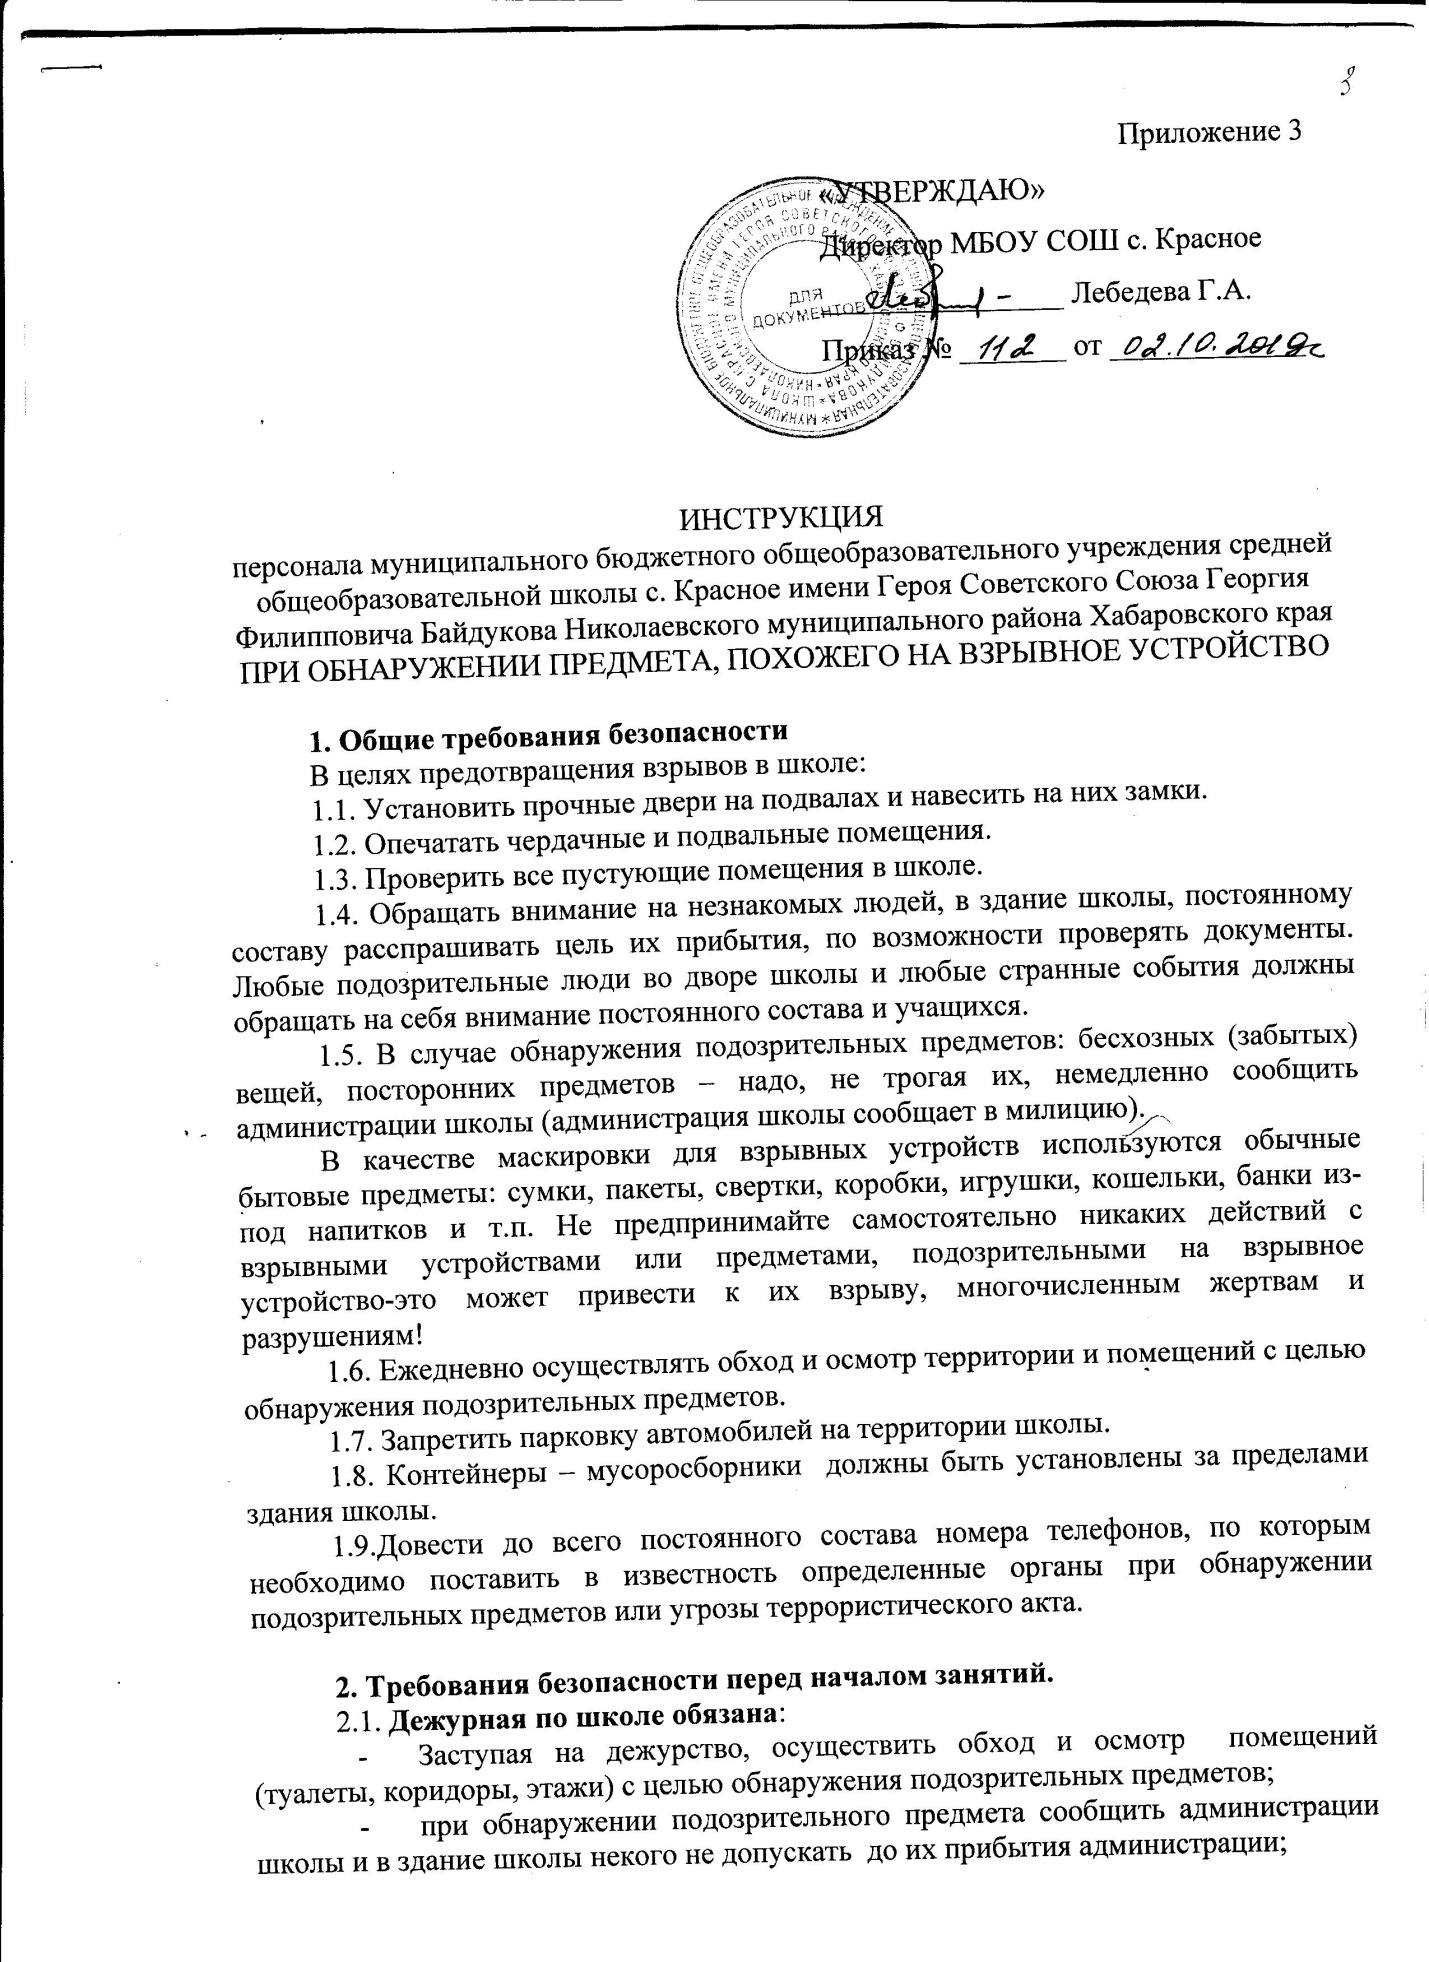 3
Приложение 3
«УТВЕРЖДАЮ»
Директор МБОУ СОШ с. Красное
Лебедева Г.А.
Приказ № 112 от 02.10.2019г
ДЛЯ
ДОКУМЕНТОВ
ИНСТРУКЦИЯ
персонала муниципального бюджетного общеобразовательного учреждения средней
общеобразовательной школы с. Красное имени Героя Советского Союза Георгия
Филипповича Байдукова Николаевского муниципального района Хабаровского края
ПРИ ОБНАРУЖЕНИИ ПРЕДМЕТА, ПОХОЖЕГО НА ВЗРЫВНОЕ УСТРОЙСТВО
1. Общие требования безопасности
В целях предотвращения взрывов в школе:
1.1. Установить прочные двери на подвалах и навесить на них замки.
1.2. Опечатать чердачные и подвальные помещения.
1.3. Проверить все пустующие помещения в школе.
1.4. Обращать внимание на незнакомых людей, в здание школы, постоянному
составу расспрашивать цель их прибытия, по возможности проверять документы.
Любые подозрительные люди во дворе школы и любые странные события должны
обращать на себя внимание постоянного состава и учащихся.
1.5. В случае обнаружения подозрительных предметов: бесхозных (забытых)
вещей, посторонних предметов – надо, не трогая их, немедленно сообщить
администрации школы (администрация школы сообщает в милицию).
В качестве маскировки для взрывных устройств используются обычные
бытовые предметы: сумки, пакеты, свертки, коробки, игрушки, кошельки, банки из-
под напитков и т.п. Не предпринимайте самостоятельно никаких действий с
взрывными устройствами или предметами, подозрительными на взрывное
устройство-это может привести к их взрыву, многочисленным жертвам и
разрушениям!
1.6. Ежедневно осуществлять обход и осмотр территории и помещений с целью
обнаружения подозрительных предметов.
1.7. Запретить парковку автомобилей на территории школы.
1.8. Контейнеры – мусоросборники должны быть установлены за пределами
здания школы.
1.9.Довести до всего постоянного состава номера телефонов, по которым
необходимо поставить в известность определенные органы при обнаружении
подозрительных предметов или угрозы террористического акта.
2. Требования безопасности перед началом занятий.
2.1. Дежурная по школе обязана:
- Заступая на дежурство, осуществить обход и осмотр помещений
(туалеты, коридоры, этажи) с целью обнаружения подозрительных предметов;
- при обнаружении подозрительного предмета сообщить администрации
школы и в здание школы некого не допускать до их прибытия администрации;